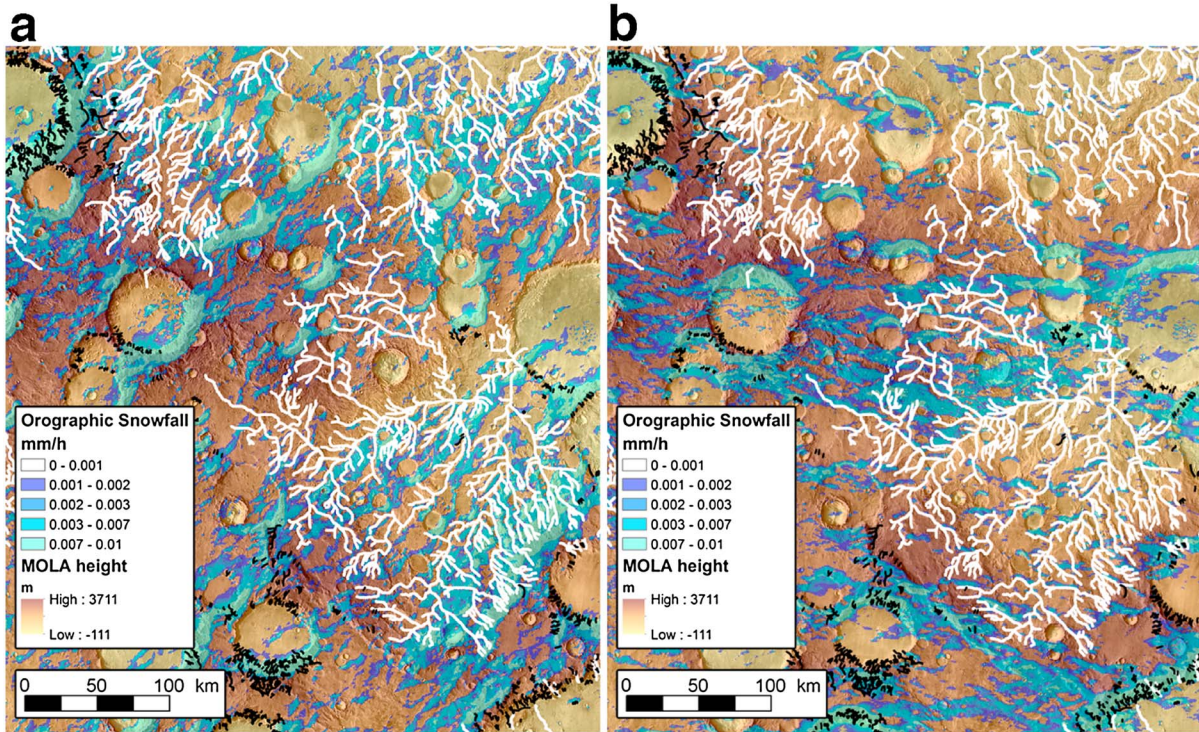 a
Orographic Snowfall
mm/h
0 - 0.001
0.001 - 0.002
0.002 - 0.003
0.003 - 0.007
0.007 - 0.01
MOLA height
m
High : 3711
Low : -111
0 50 100 km
b
Orographic Snowfall
mm/h
0 - 0.001
0.001 - 0.002
0.002 - 0.003
0.003 - 0.007
0.007 - 0.01
MOLA height
m
High : 3711
Low : -111
0 50 100 km